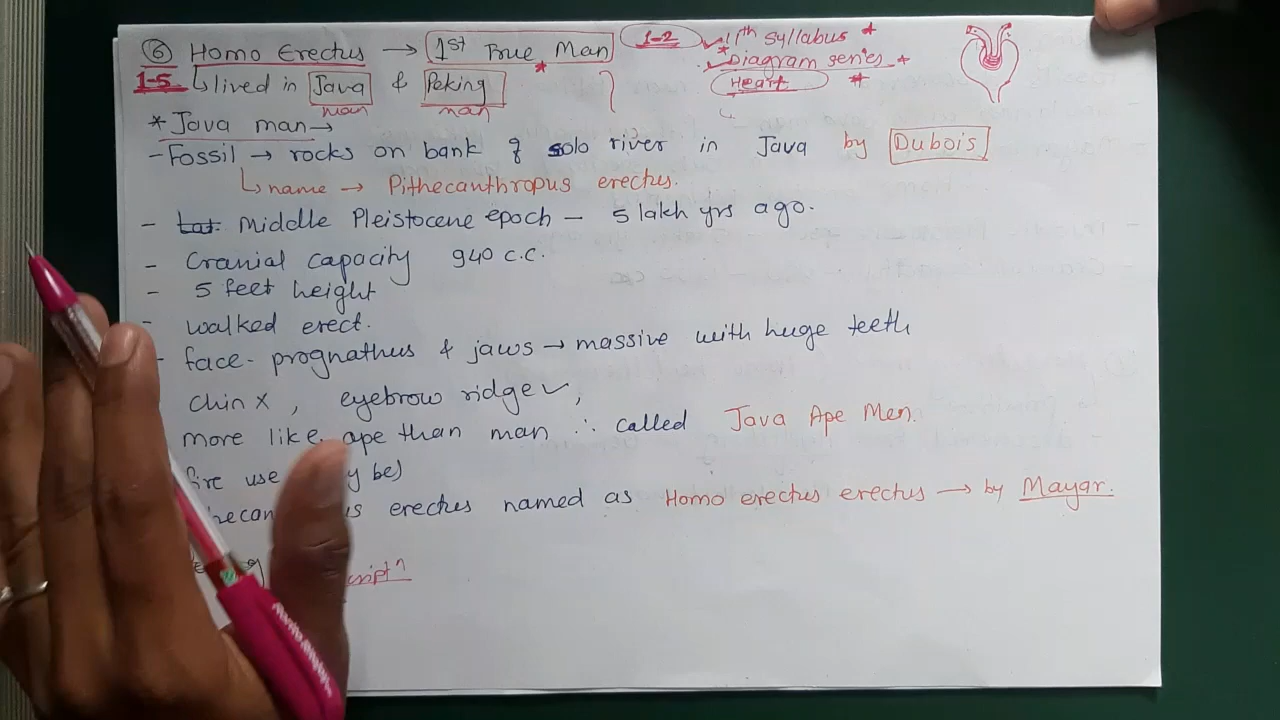 ⑥ Homo Erectus → 1st True Man
1-2 ✓ 11th syllabus *
* ✓ Diagram series *
Heart *
1-5 ↳ lived in Java & Peking
man man
* Java man →
- Fossil → rocks on bank of solo river in Java by Dubois
↳ name → Pithecanthropus erectus.
- Middle Pleistocene epoch - 5 lakh yrs ago.
- Cranial capacity 940 c.c.
- 5 feet height
- walked erect.
- face - prognathus & jaws → massive with huge teeth
chin x, eyebrow ridge ✓,
more like ape than man ∴ called Java Ape Men.
fire use be)
erectus named as Homo erectus erectus → by Mayar.